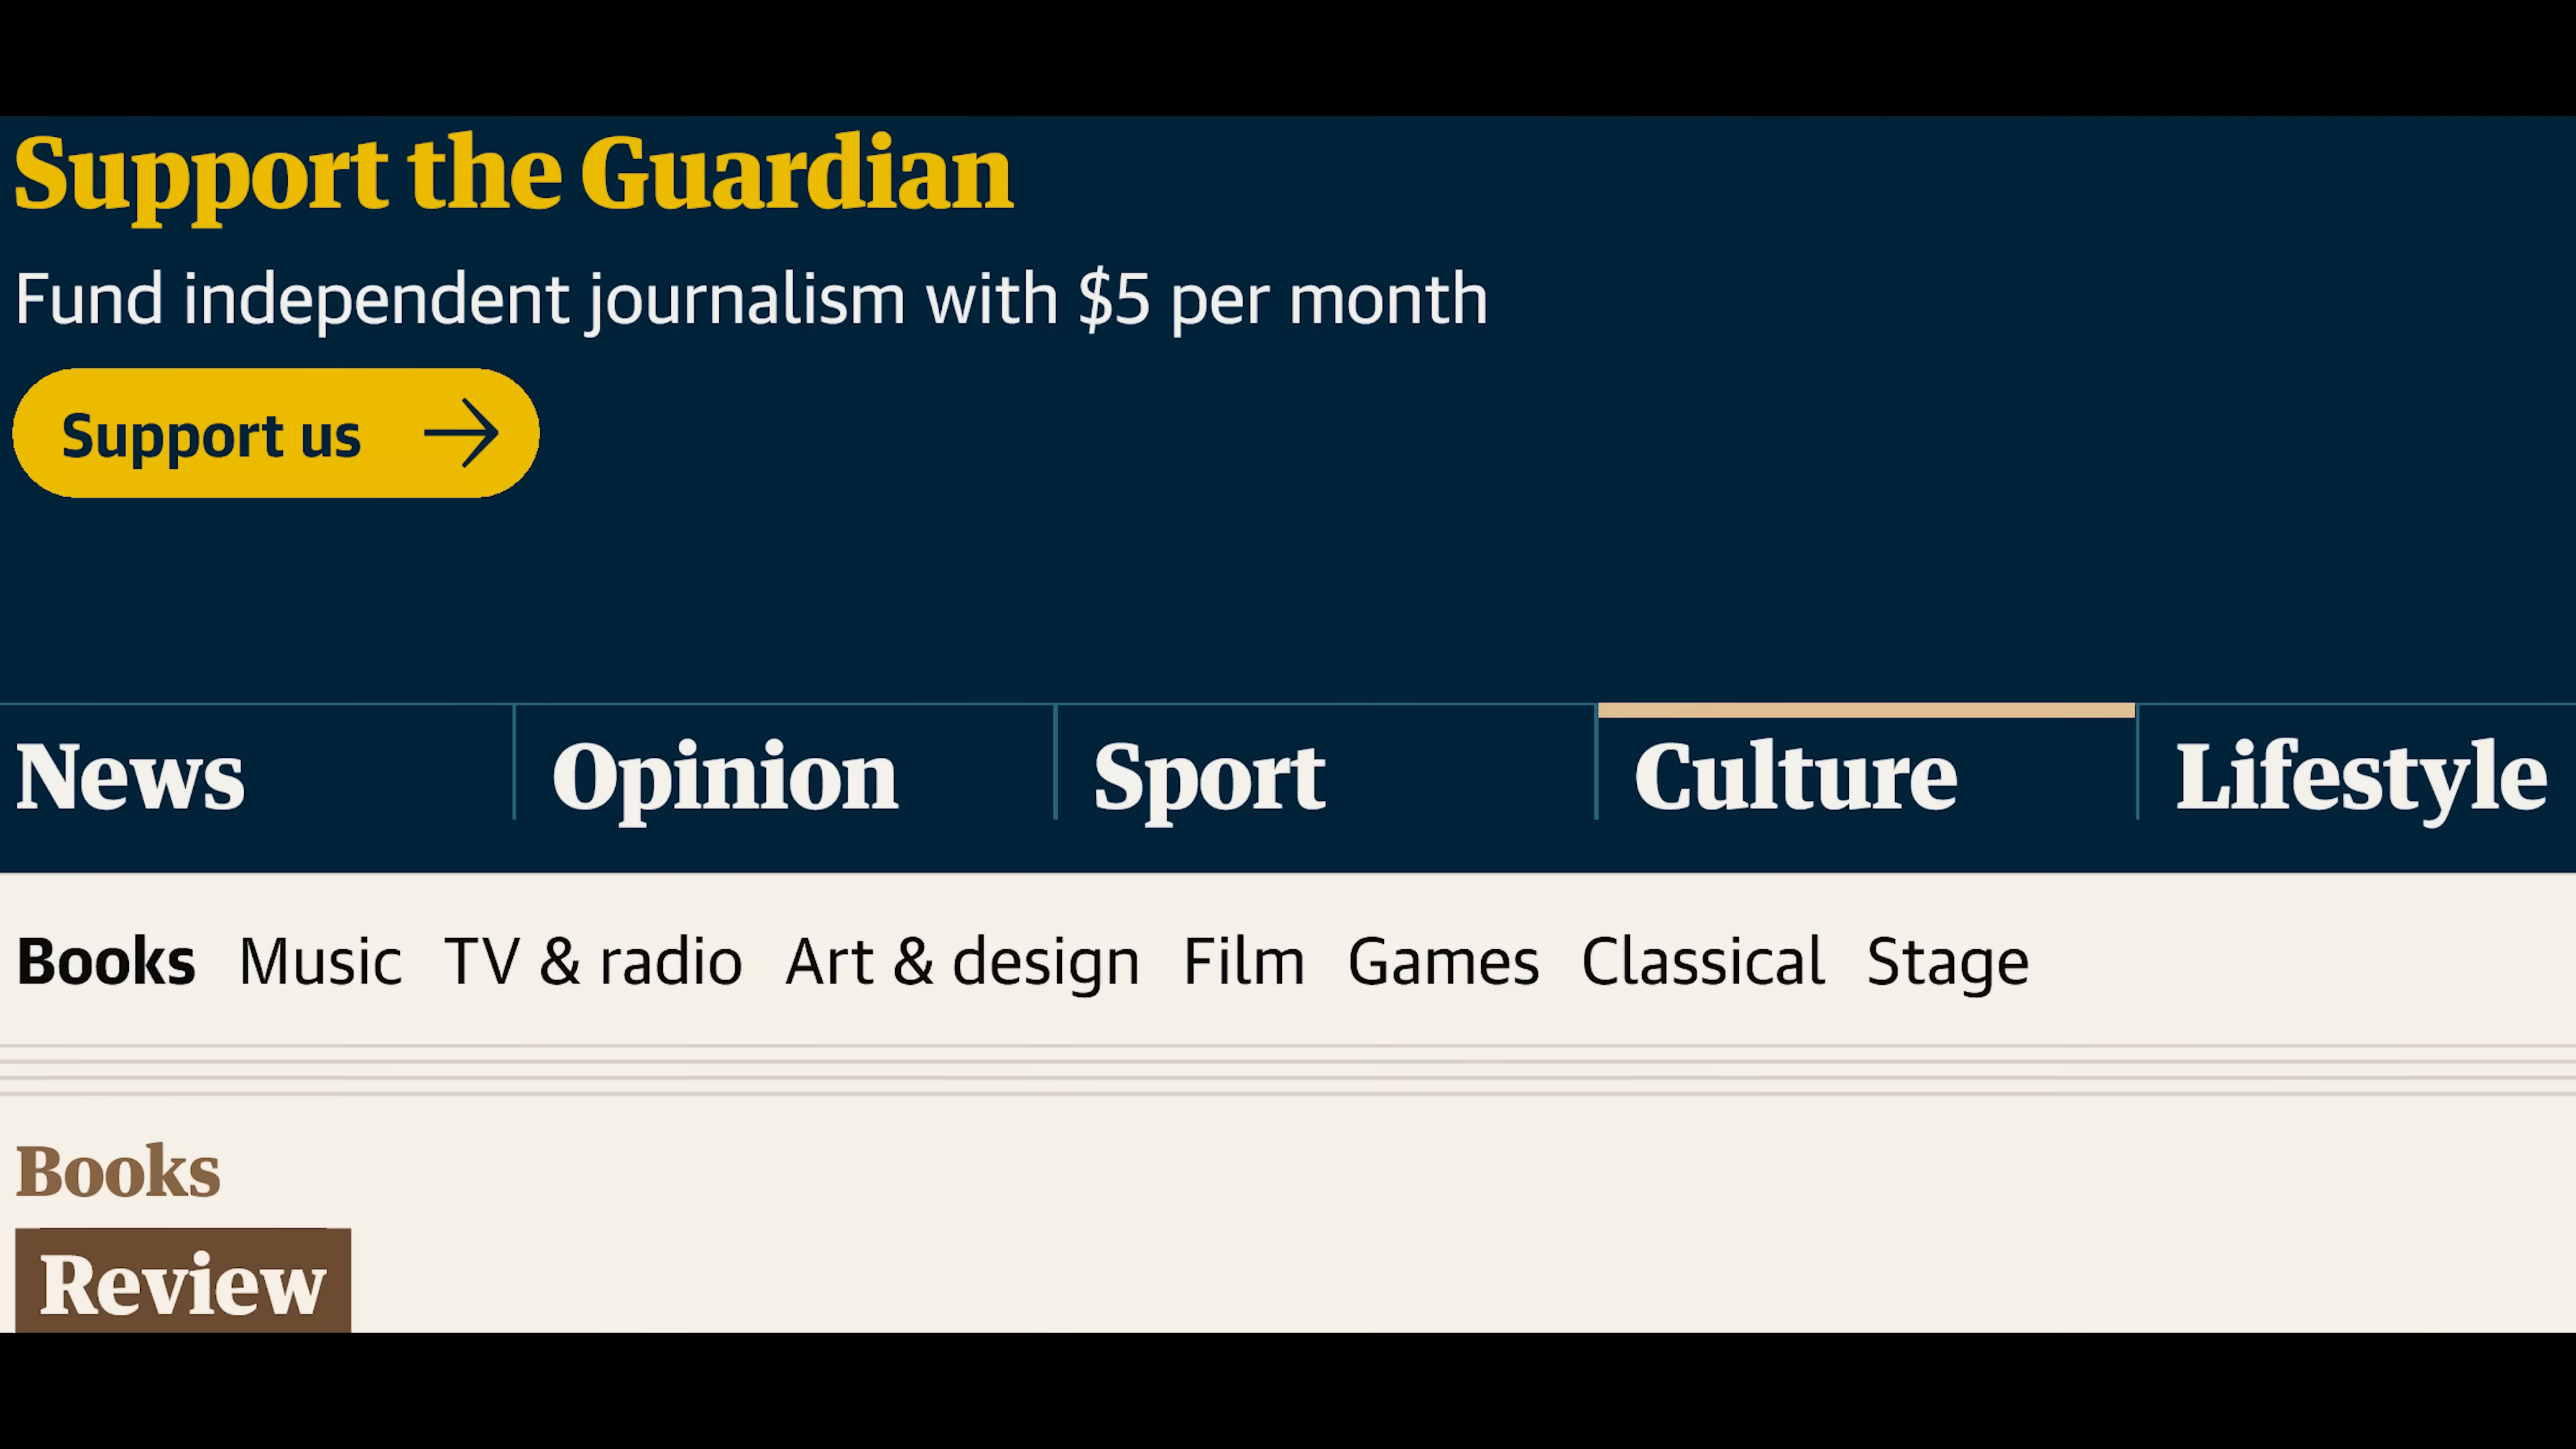 Support the Guardian
Fund independent journalism with $5 per month
Support us
News Opinion Sport Culture Lifestyle
Books Music TV & radio Art & design Film Games Classical Stage
Books
Review